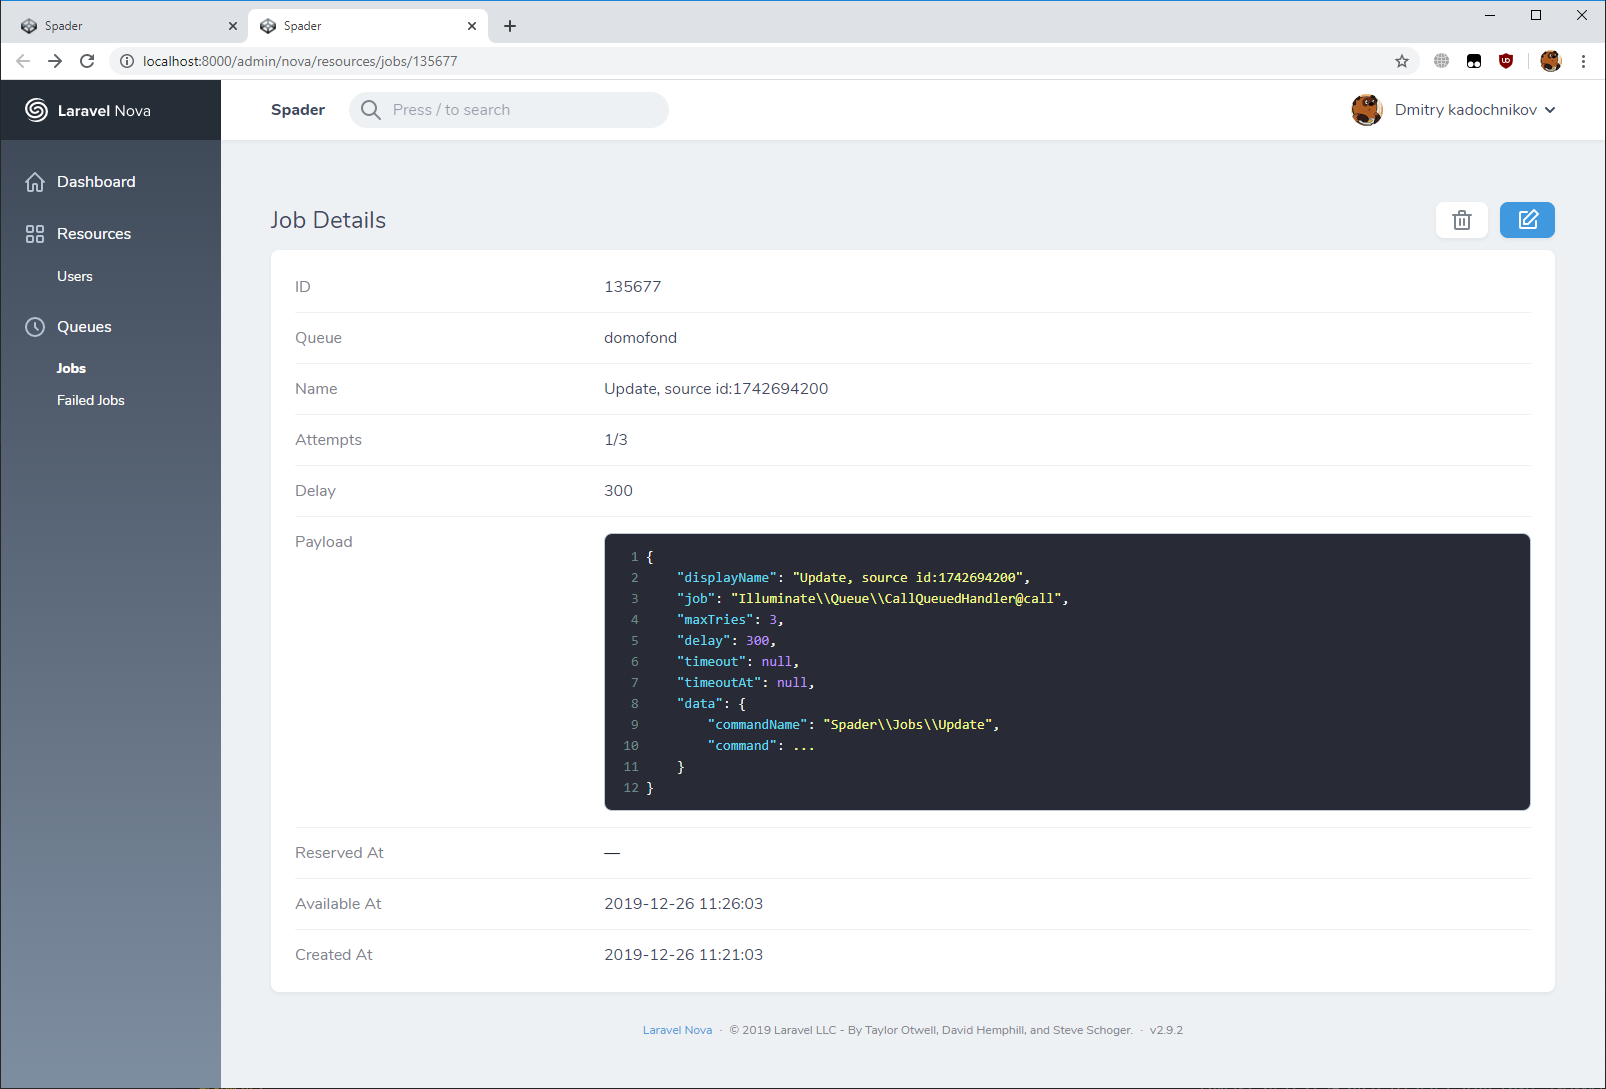 Spader
Spader
localhost:8000/admin/nova/resources/jobs/135677
Laravel Nova
Spader
Press / to search
Dmitry kadochnikov
Dashboard
Resources
Users
Queues
Jobs
Failed Jobs
Job Details
ID 135677
Queue domofond
Name Update, source id:1742694200
Attempts 1/3
Delay 300
Payload
1 {
2 "displayName": "Update, source id:1742694200",
3 "job": "Illuminate\\Queue\\CallQueuedHandler@call",
4 "maxTries": 3,
5 "delay": 300,
6 "timeout": null,
7 "timeoutAt": null,
8 "data": {
9 "commandName": "Spader\\Jobs\\Update",
10 "command": ...
11 }
12 }
Reserved At —
Available At 2019-12-26 11:26:03
Created At 2019-12-26 11:21:03
Laravel Nova · © 2019 Laravel LLC - By Taylor Otwell, David Hemphill, and Steve Schoger. · v2.9.2